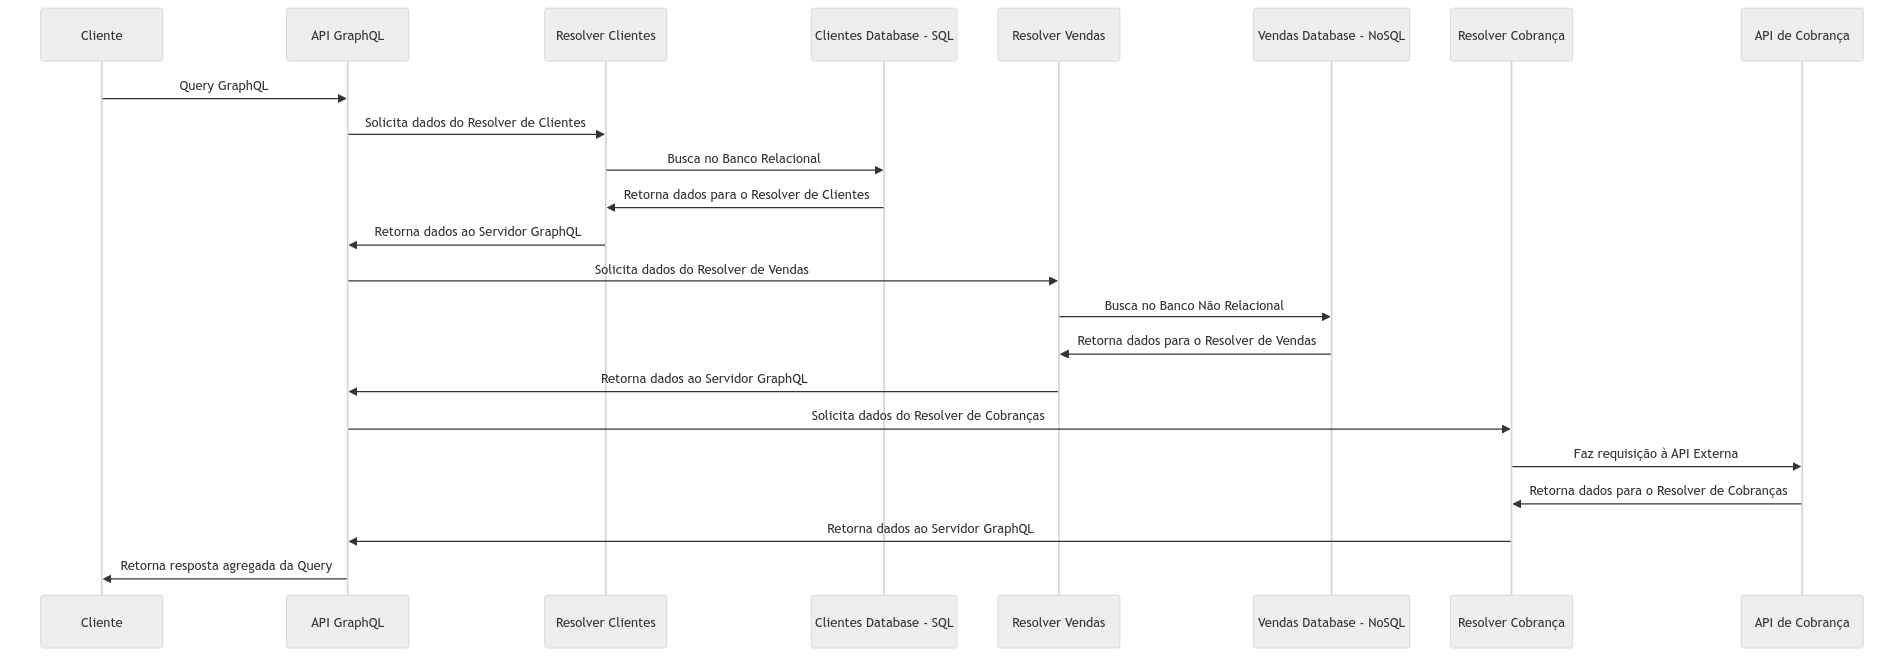 Cliente
API GraphQL
Resolver Clientes
Clientes Database - SQL
Resolver Vendas
Vendas Database - NoSQL
Resolver Cobrança
API de Cobrança
Query GraphQL
Solicita dados do Resolver de Clientes
Busca no Banco Relacional
Retorna dados para o Resolver de Clientes
Retorna dados ao Servidor GraphQL
Solicita dados do Resolver de Vendas
Busca no Banco Não Relacional
Retorna dados para o Resolver de Vendas
Retorna dados ao Servidor GraphQL
Solicita dados do Resolver de Cobranças
Faz requisição à API Externa
Retorna dados para o Resolver de Cobranças
Retorna dados ao Servidor GraphQL
Retorna resposta agregada da Query
Cliente
API GraphQL
Resolver Clientes
Clientes Database - SQL
Resolver Vendas
Vendas Database - NoSQL
Resolver Cobrança
API de Cobrança